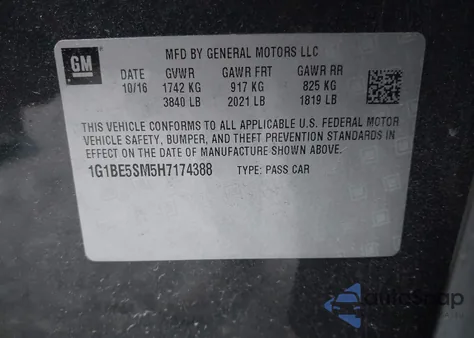 GM
MFD BY GENERAL MOTORS LLC
DATE GVWR GAWR FRT GAWR RR
10/16 1742 KG 917 KG 825 KG
3840 LB 2021 LB 1819 LB
THIS VEHICLE CONFORMS TO ALL APPLICABLE U.S. FEDERAL MOTOR
VEHICLE SAFETY, BUMPER, AND THEFT PREVENTION STANDARDS IN
EFFECT ON THE DATE OF MANUFACTURE SHOWN ABOVE.
1G1BE5SM5H7174388 TYPE: PASS CAR
autoSnap